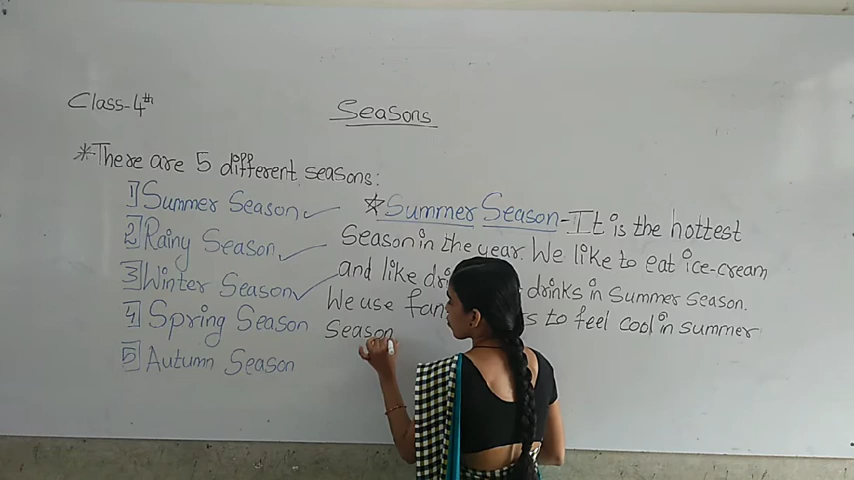 Class-4th
Seasons
*There are 5 different seasons:
1] Summer Season
2] Rainy Season
3] Winter Season
4] Spring Season
5] Autumn Season
☆Summer Season-It is the hottest
Season in the year. We like to eat ice-cream
and like drinks in Summer Season.
We use fan to feel cool in summer
Season